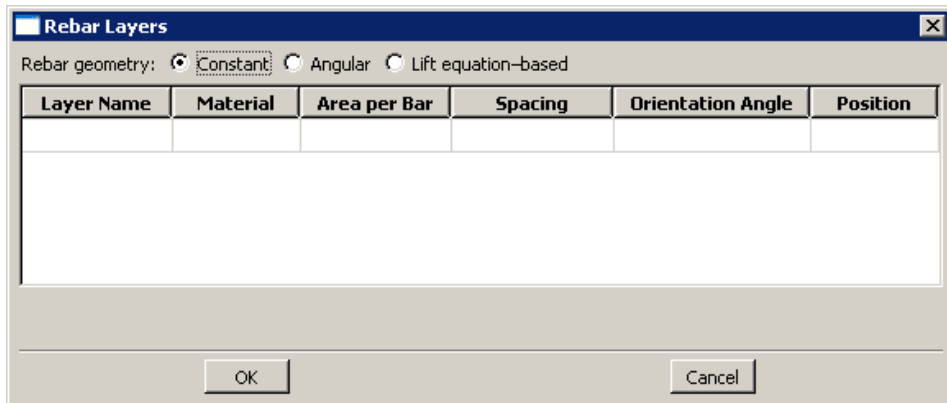 Rebar Layers
Rebar geometry: Constant Angular Lift equation–based
Layer Name Material Area per Bar Spacing Orientation Angle Position
OK Cancel